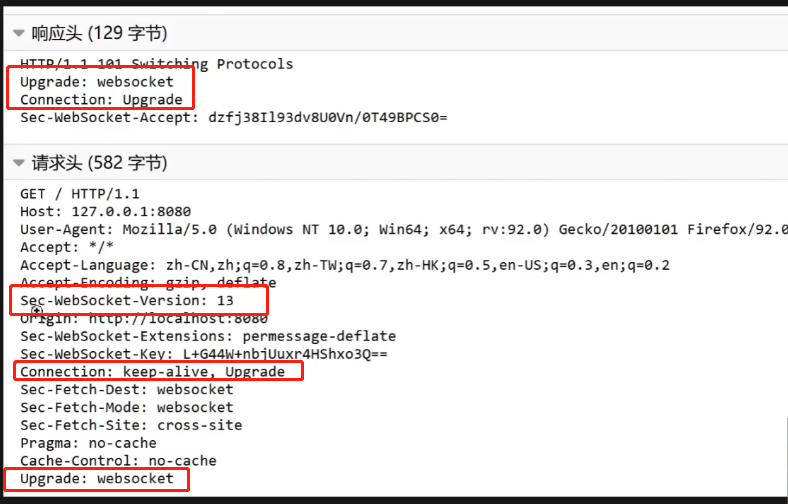 响应头 (129 字节)
HTTP/1.1 101 Switching Protocols
Upgrade: websocket
Connection: Upgrade
Sec-WebSocket-Accept: dzfj38Il93dv8U0Vn/0T49BPCS0=
请求头 (582 字节)
GET / HTTP/1.1
Host: 127.0.0.1:8080
User-Agent: Mozilla/5.0 (Windows NT 10.0; Win64; x64; rv:92.0) Gecko/20100101 Firefox/92.0
Accept: */*
Accept-Language: zh-CN,zh;q=0.8,zh-TW;q=0.7,zh-HK;q=0.5,en-US;q=0.3,en;q=0.2
Accept-Encoding: gzip, deflate
Sec-WebSocket-Version: 13
Origin: http://localhost:8080
Sec-WebSocket-Extensions: permessage-deflate
Sec-WebSocket-Key: L+G44W+nbjUuxr4HShxo3Q==
Connection: keep-alive, Upgrade
Sec-Fetch-Dest: websocket
Sec-Fetch-Mode: websocket
Sec-Fetch-Site: cross-site
Pragma: no-cache
Cache-Control: no-cache
Upgrade: websocket